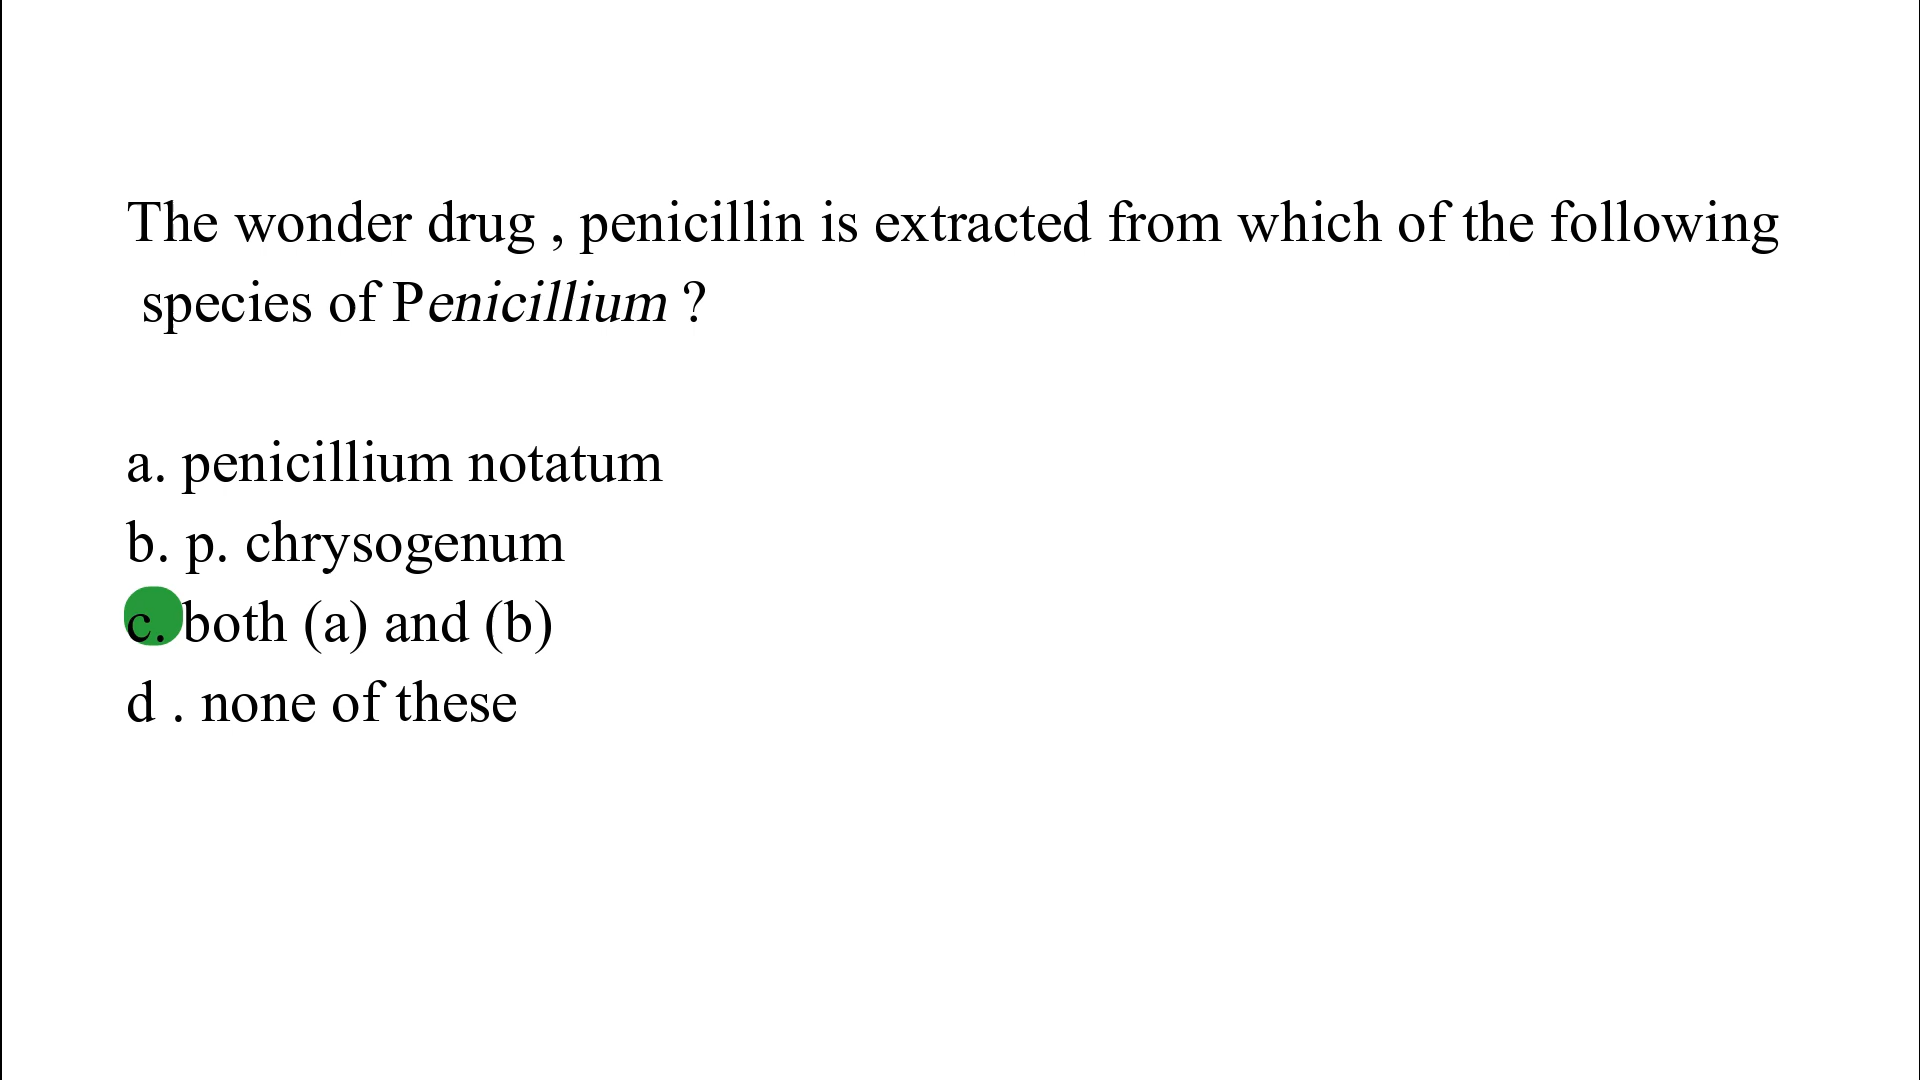 The wonder drug , penicillin is extracted from which of the following
species of Penicillium ?
a. penicillium notatum
b. p. chrysogenum
c. both (a) and (b)
d . none of these